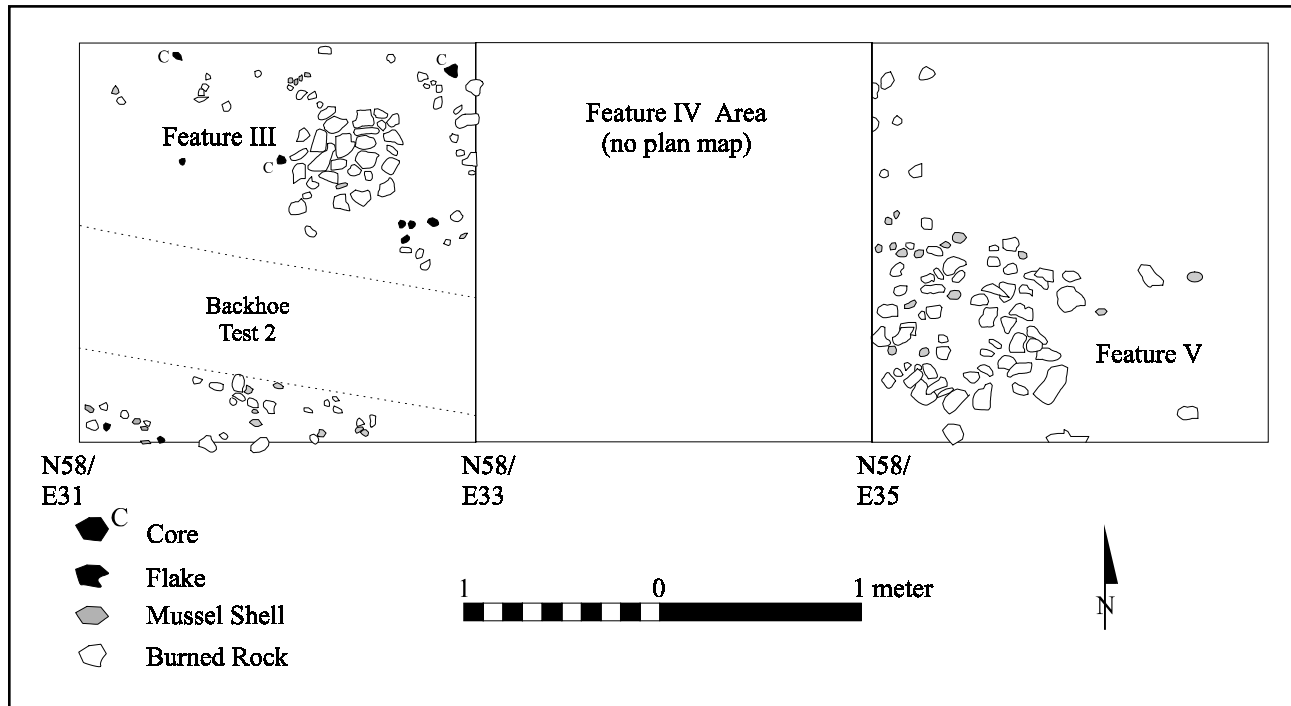 C
C
Feature III
C
Feature IV Area
(no plan map)
Backhoe
Test 2
Feature V
N58/
E31
N58/
E33
N58/
E35
C
Core
Flake
Mussel Shell
Burned Rock
1 0 1 meter
N